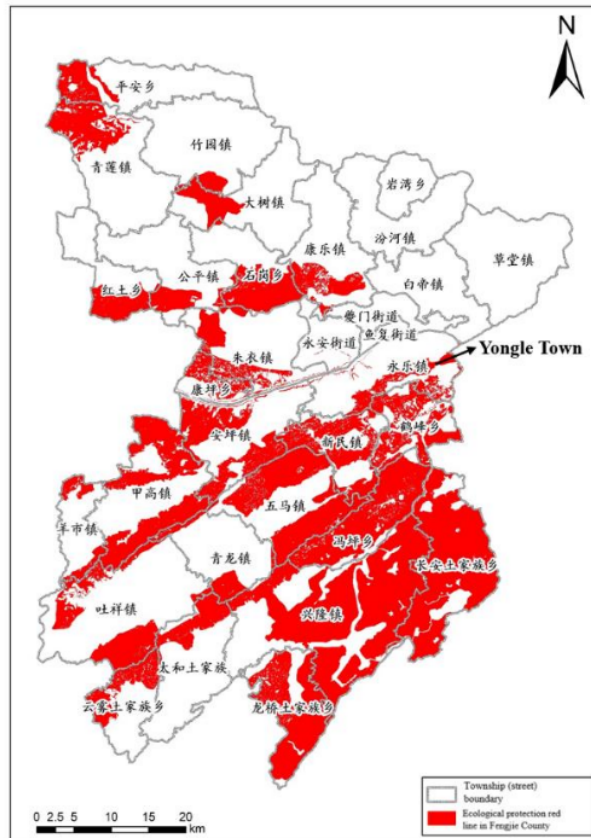 N
平安乡
竹园镇
青莲镇
岩湾乡
大树镇
汾河镇
康乐镇
草堂镇
公平镇
石岗乡
红土乡
白帝镇
夔门街道
鱼复街道
永安街道
朱衣镇
Yongle Town
永乐镇
康坪乡
安坪镇
鹤峰乡
新民镇
甲高镇
五马镇
羊市镇
冯坪乡
青龙镇
长安土家族乡
吐祥镇
兴隆镇
太和土家族
云雾土家族乡
龙桥土家族乡
Township (street)
boundary
Ecological protection red
line in Fengjie County
0 2.5 5 10 15 20
km